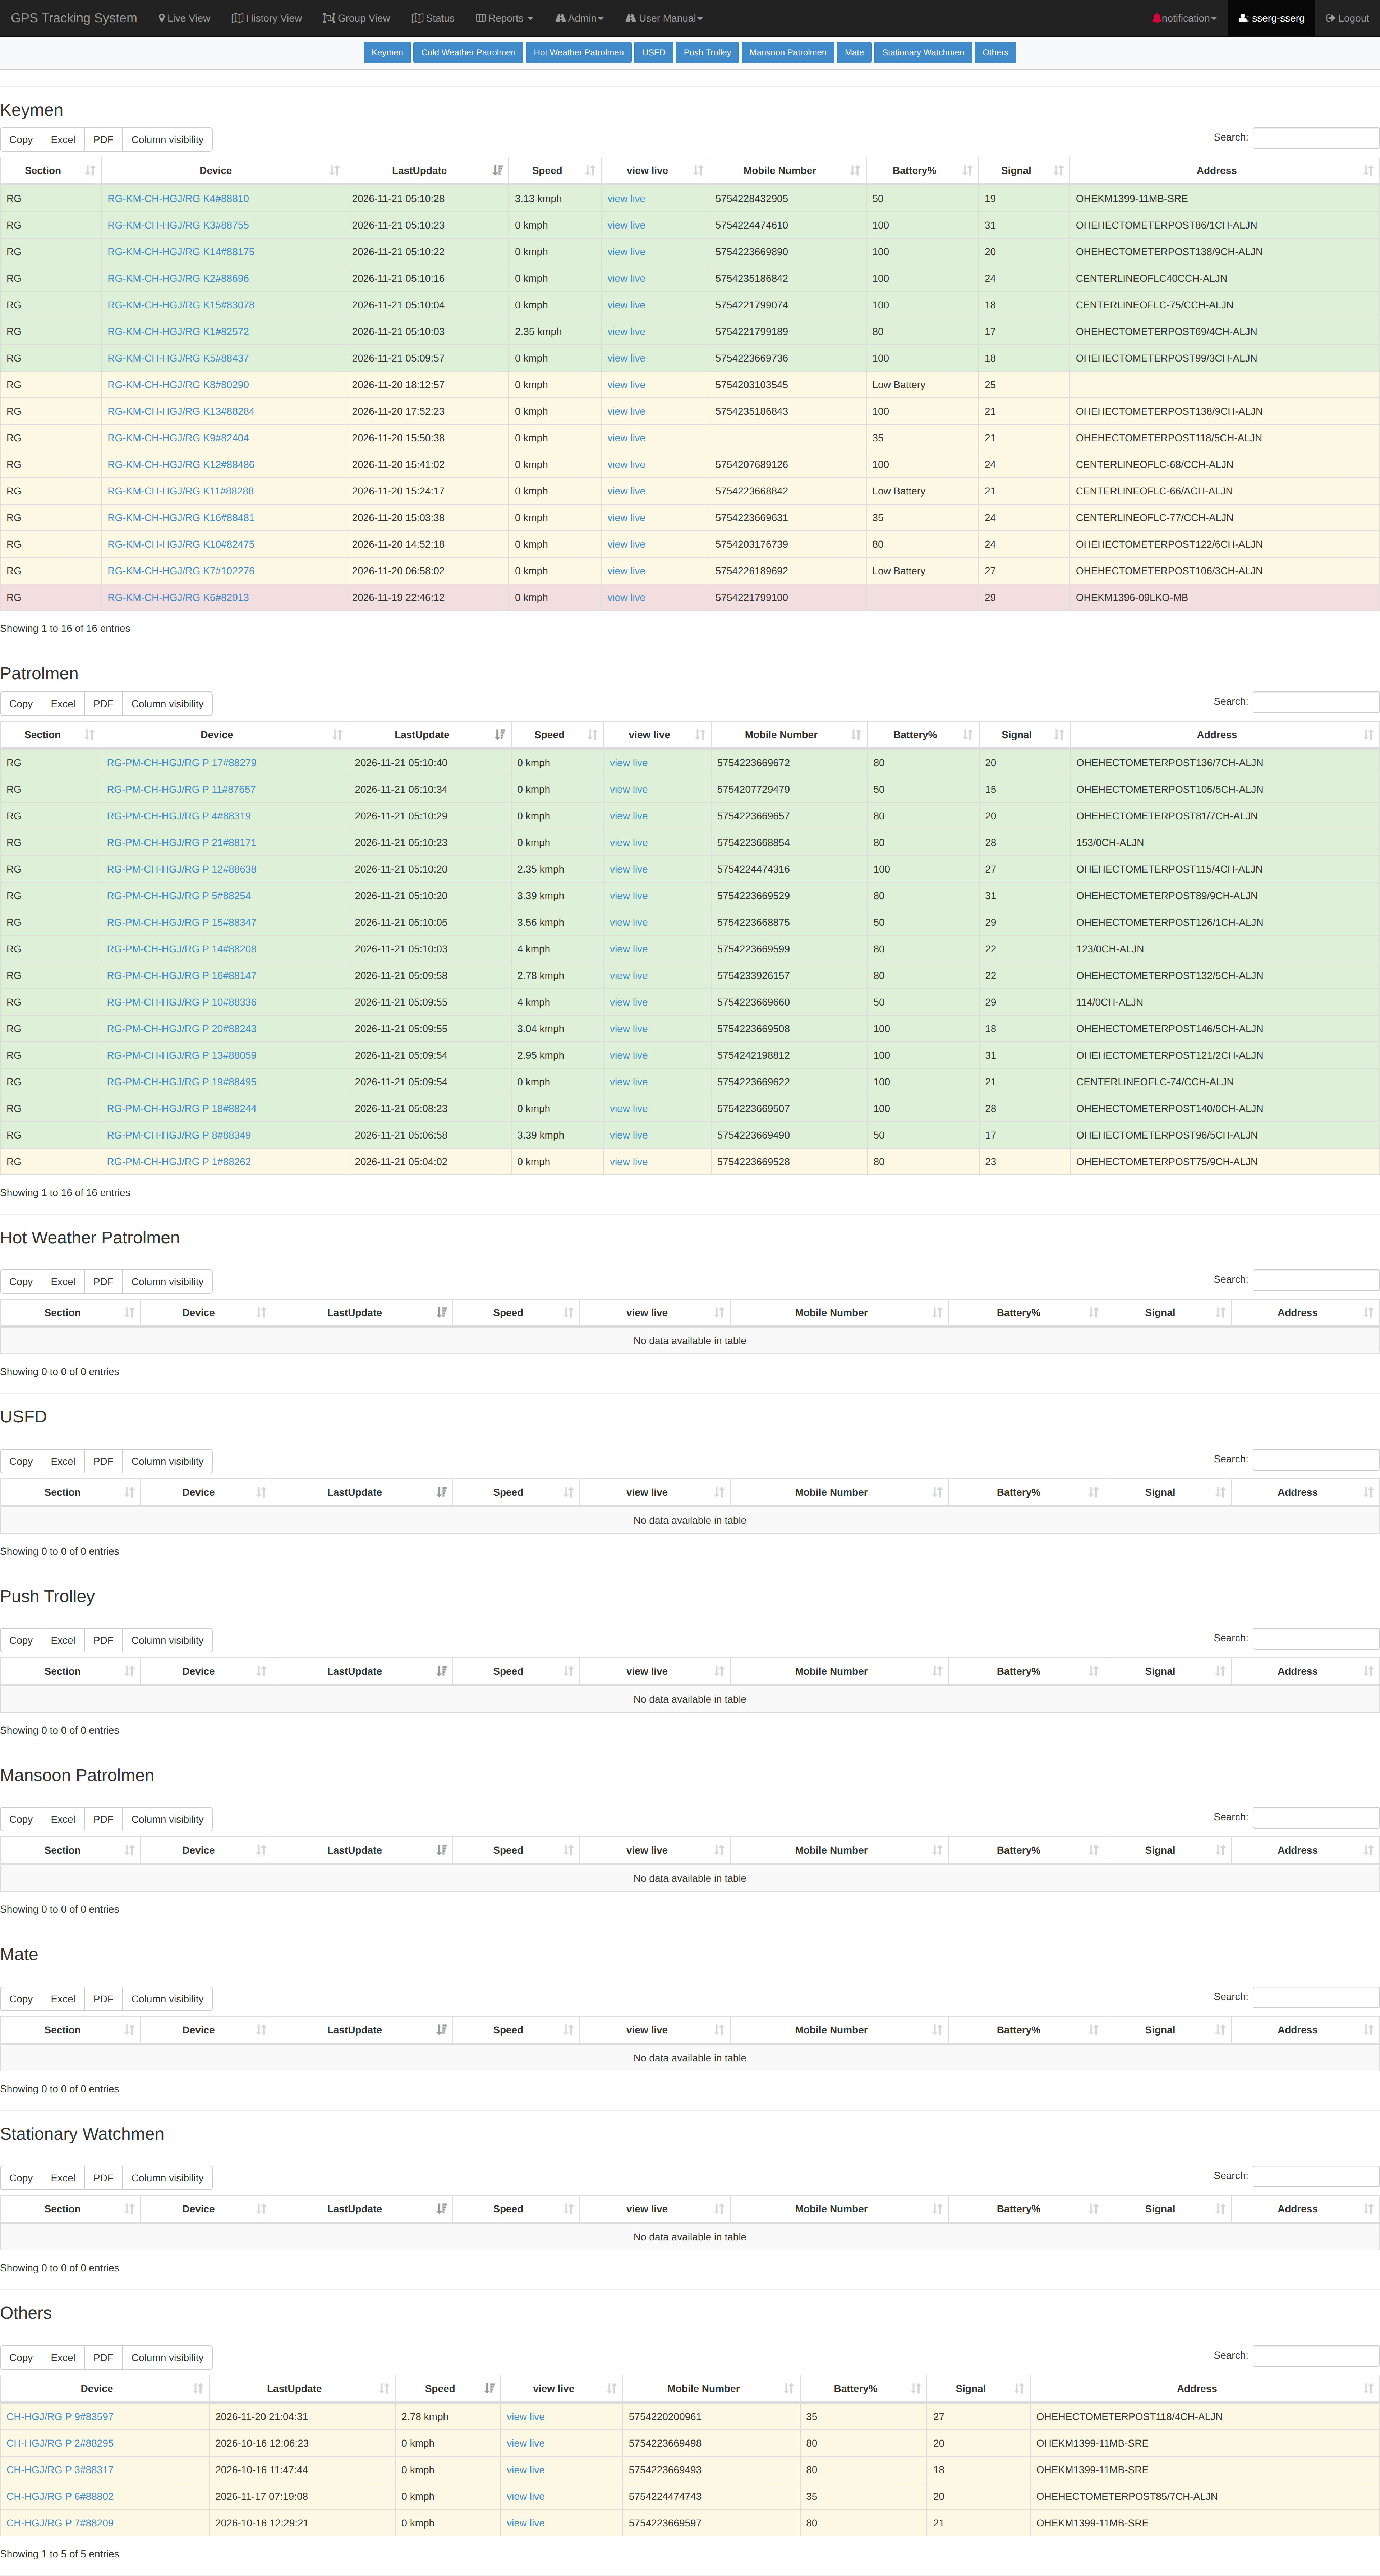 GPS Tracking System Live View History View Group View Status Reports Admin User Manual notification : sserg-sserg Logout
Keymen Cold Weather Patrolmen Hot Weather Patrolmen USFD Push Trolley Mansoon Patrolmen Mate Stationary Watchmen Others
Keymen
Copy Excel PDF Column visibility Search:
Section Device LastUpdate Speed view live Mobile Number Battery% Signal Address
RG RG-KM-CH-HGJ/RG K4#88810 2026-11-21 05:10:28 3.13 kmph view live 5754228432905 50 19 OHEKM1399-11MB-SRE
RG RG-KM-CH-HGJ/RG K3#88755 2026-11-21 05:10:23 0 kmph view live 5754224474610 100 31 OHEHECTOMETERPOST86/1CH-ALJN
RG RG-KM-CH-HGJ/RG K14#88175 2026-11-21 05:10:22 0 kmph view live 5754223669890 100 20 OHEHECTOMETERPOST138/9CH-ALJN
RG RG-KM-CH-HGJ/RG K2#88696 2026-11-21 05:10:16 0 kmph view live 5754235186842 100 24 CENTERLINEOFLC40CCH-ALJN
RG RG-KM-CH-HGJ/RG K15#83078 2026-11-21 05:10:04 0 kmph view live 5754221799074 100 18 CENTERLINEOFLC-75/CCH-ALJN
RG RG-KM-CH-HGJ/RG K1#82572 2026-11-21 05:10:03 2.35 kmph view live 5754221799189 80 17 OHEHECTOMETERPOST69/4CH-ALJN
RG RG-KM-CH-HGJ/RG K5#88437 2026-11-21 05:09:57 0 kmph view live 5754223669736 100 18 OHEHECTOMETERPOST99/3CH-ALJN
RG RG-KM-CH-HGJ/RG K8#80290 2026-11-20 18:12:57 0 kmph view live 5754203103545 Low Battery 25
RG RG-KM-CH-HGJ/RG K13#88284 2026-11-20 17:52:23 0 kmph view live 5754235186843 100 21 OHEHECTOMETERPOST138/9CH-ALJN
RG RG-KM-CH-HGJ/RG K9#82404 2026-11-20 15:50:38 0 kmph view live 35 21 OHEHECTOMETERPOST118/5CH-ALJN
RG RG-KM-CH-HGJ/RG K12#88486 2026-11-20 15:41:02 0 kmph view live 5754207689126 100 24 CENTERLINEOFLC-68/CCH-ALJN
RG RG-KM-CH-HGJ/RG K11#88288 2026-11-20 15:24:17 0 kmph view live 5754223668842 Low Battery 21 CENTERLINEOFLC-66/ACH-ALJN
RG RG-KM-CH-HGJ/RG K16#88481 2026-11-20 15:03:38 0 kmph view live 5754223669631 35 24 CENTERLINEOFLC-77/CCH-ALJN
RG RG-KM-CH-HGJ/RG K10#82475 2026-11-20 14:52:18 0 kmph view live 5754203176739 80 24 OHEHECTOMETERPOST122/6CH-ALJN
RG RG-KM-CH-HGJ/RG K7#102276 2026-11-20 06:58:02 0 kmph view live 5754226189692 Low Battery 27 OHEHECTOMETERPOST106/3CH-ALJN
RG RG-KM-CH-HGJ/RG K6#82913 2026-11-19 22:46:12 0 kmph view live 5754221799100 29 OHEKM1396-09LKO-MB
Showing 1 to 16 of 16 entries
Patrolmen
Copy Excel PDF Column visibility Search:
Section Device LastUpdate Speed view live Mobile Number Battery% Signal Address
RG RG-PM-CH-HGJ/RG P 17#88279 2026-11-21 05:10:40 0 kmph view live 5754223669672 80 20 OHEHECTOMETERPOST136/7CH-ALJN
RG RG-PM-CH-HGJ/RG P 11#87657 2026-11-21 05:10:34 0 kmph view live 5754207729479 50 15 OHEHECTOMETERPOST105/5CH-ALJN
RG RG-PM-CH-HGJ/RG P 4#88319 2026-11-21 05:10:29 0 kmph view live 5754223669657 80 20 OHEHECTOMETERPOST81/7CH-ALJN
RG RG-PM-CH-HGJ/RG P 21#88171 2026-11-21 05:10:23 0 kmph view live 5754223668854 80 28 153/0CH-ALJN
RG RG-PM-CH-HGJ/RG P 12#88638 2026-11-21 05:10:20 2.35 kmph view live 5754224474316 100 27 OHEHECTOMETERPOST115/4CH-ALJN
RG RG-PM-CH-HGJ/RG P 5#88254 2026-11-21 05:10:20 3.39 kmph view live 5754223669529 80 31 OHEHECTOMETERPOST89/9CH-ALJN
RG RG-PM-CH-HGJ/RG P 15#88347 2026-11-21 05:10:05 3.56 kmph view live 5754223668875 50 29 OHEHECTOMETERPOST126/1CH-ALJN
RG RG-PM-CH-HGJ/RG P 14#88208 2026-11-21 05:10:03 4 kmph view live 5754223669599 80 22 123/0CH-ALJN
RG RG-PM-CH-HGJ/RG P 16#88147 2026-11-21 05:09:58 2.78 kmph view live 5754233926157 80 22 OHEHECTOMETERPOST132/5CH-ALJN
RG RG-PM-CH-HGJ/RG P 10#88336 2026-11-21 05:09:55 4 kmph view live 5754223669660 50 29 114/0CH-ALJN
RG RG-PM-CH-HGJ/RG P 20#88243 2026-11-21 05:09:55 3.04 kmph view live 5754223669508 100 18 OHEHECTOMETERPOST146/5CH-ALJN
RG RG-PM-CH-HGJ/RG P 13#88059 2026-11-21 05:09:54 2.95 kmph view live 5754242198812 100 31 OHEHECTOMETERPOST121/2CH-ALJN
RG RG-PM-CH-HGJ/RG P 19#88495 2026-11-21 05:09:54 0 kmph view live 5754223669622 100 21 CENTERLINEOFLC-74/CCH-ALJN
RG RG-PM-CH-HGJ/RG P 18#88244 2026-11-21 05:08:23 0 kmph view live 5754223669507 100 28 OHEHECTOMETERPOST140/0CH-ALJN
RG RG-PM-CH-HGJ/RG P 8#88349 2026-11-21 05:06:58 3.39 kmph view live 5754223669490 50 17 OHEHECTOMETERPOST96/5CH-ALJN
RG RG-PM-CH-HGJ/RG P 1#88262 2026-11-21 05:04:02 0 kmph view live 5754223669528 80 23 OHEHECTOMETERPOST75/9CH-ALJN
Showing 1 to 16 of 16 entries
Hot Weather Patrolmen
Copy Excel PDF Column visibility Search:
Section Device LastUpdate Speed view live Mobile Number Battery% Signal Address
No data available in table
Showing 0 to 0 of 0 entries
USFD
Copy Excel PDF Column visibility Search:
Section Device LastUpdate Speed view live Mobile Number Battery% Signal Address
No data available in table
Showing 0 to 0 of 0 entries
Push Trolley
Copy Excel PDF Column visibility Search:
Section Device LastUpdate Speed view live Mobile Number Battery% Signal Address
No data available in table
Showing 0 to 0 of 0 entries
Mansoon Patrolmen
Copy Excel PDF Column visibility Search:
Section Device LastUpdate Speed view live Mobile Number Battery% Signal Address
No data available in table
Showing 0 to 0 of 0 entries
Mate
Copy Excel PDF Column visibility Search:
Section Device LastUpdate Speed view live Mobile Number Battery% Signal Address
No data available in table
Showing 0 to 0 of 0 entries
Stationary Watchmen
Copy Excel PDF Column visibility Search:
Section Device LastUpdate Speed view live Mobile Number Battery% Signal Address
No data available in table
Showing 0 to 0 of 0 entries
Others
Copy Excel PDF Column visibility Search:
Device LastUpdate Speed view live Mobile Number Battery% Signal Address
CH-HGJ/RG P 9#83597 2026-11-20 21:04:31 2.78 kmph view live 5754220200961 35 27 OHEHECTOMETERPOST118/4CH-ALJN
CH-HGJ/RG P 2#88295 2026-10-16 12:06:23 0 kmph view live 5754223669498 80 20 OHEKM1399-11MB-SRE
CH-HGJ/RG P 3#88317 2026-10-16 11:47:44 0 kmph view live 5754223669493 80 18 OHEKM1399-11MB-SRE
CH-HGJ/RG P 6#88802 2026-11-17 07:19:08 0 kmph view live 5754224474743 35 20 OHEHECTOMETERPOST85/7CH-ALJN
CH-HGJ/RG P 7#88209 2026-10-16 12:29:21 0 kmph view live 5754223669597 80 21 OHEKM1399-11MB-SRE
Showing 1 to 5 of 5 entries